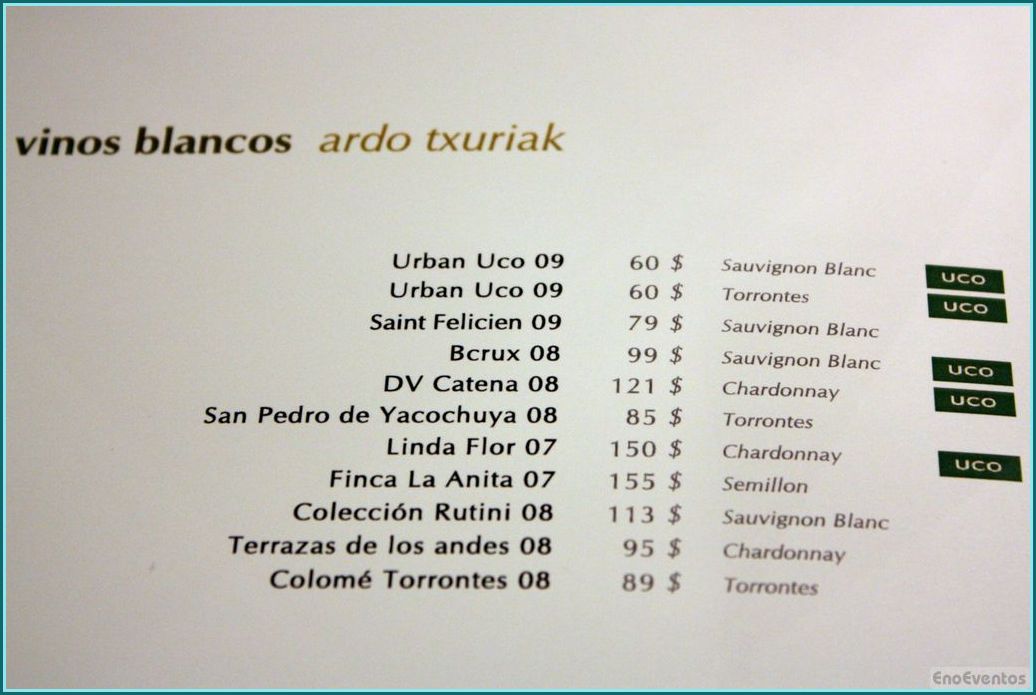 vinos blancos ardo txuriak
Urban Uco 09 60 $ Sauvignon Blanc UCO
Urban Uco 09 60 $ Torrontes UCO
Saint Felicien 09 79 $ Sauvignon Blanc
Bcrux 08 99 $ Sauvignon Blanc UCO
DV Catena 08 121 $ Chardonnay UCO
San Pedro de Yacochuya 08 85 $ Torrontes
Linda Flor 07 150 $ Chardonnay UCO
Finca La Anita 07 155 $ Semillon
Colección Rutini 08 113 $ Sauvignon Blanc
Terrazas de los andes 08 95 $ Chardonnay
Colomé Torrontes 08 89 $ Torrontes
EnoEventos